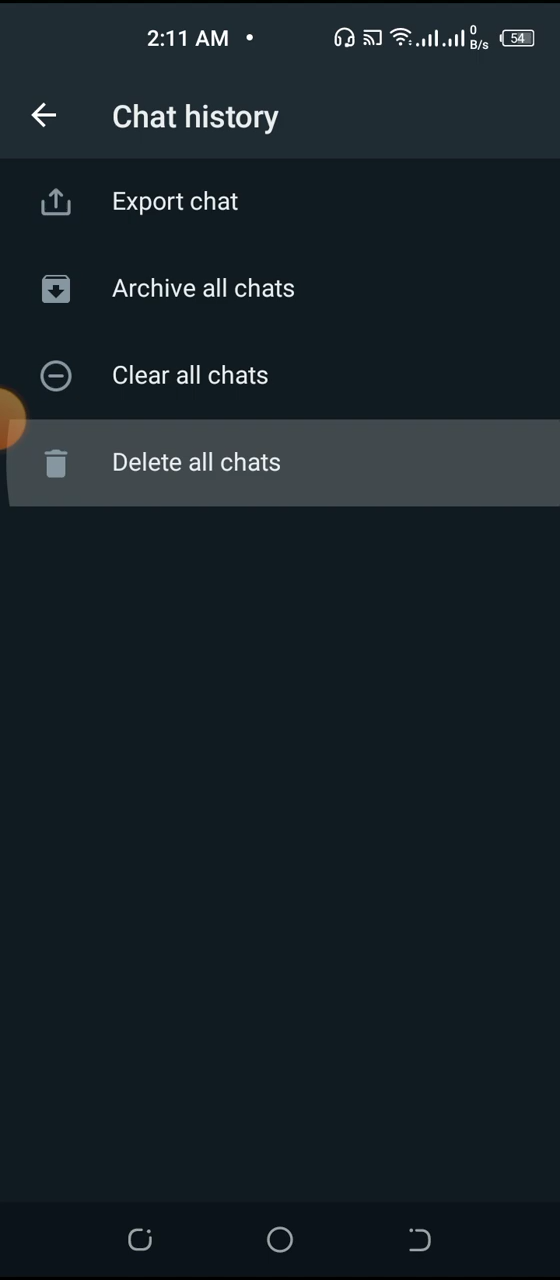 2:11 AM •
0
B/s
54
Chat history
Export chat
Archive all chats
Clear all chats
Delete all chats